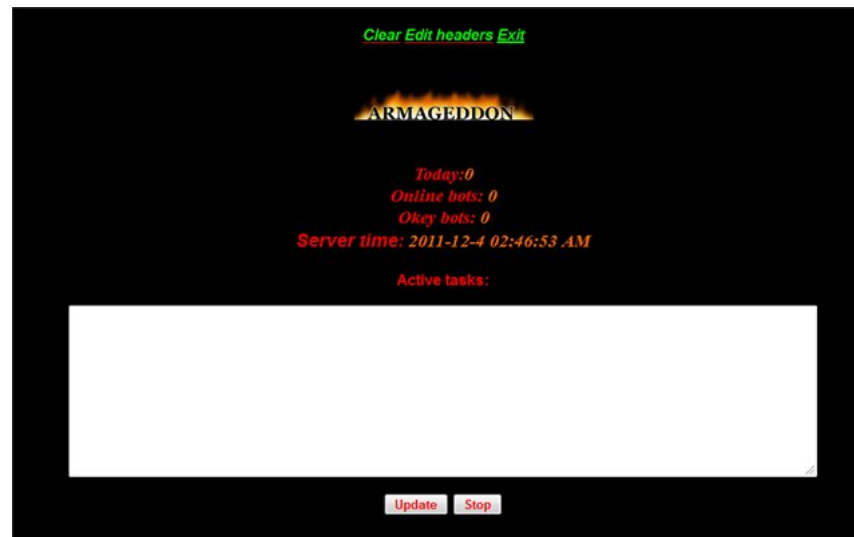 Clear Edit headers Exit
ARMAGEDDON
Today:0
Online bots: 0
Okey bots: 0
Server time: 2011-12-4 02:46:53 AM
Active tasks:
Update Stop